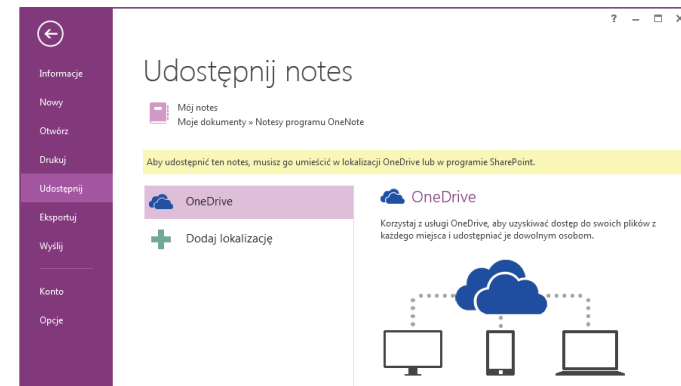 ?
Informacje
Nowy
Otwórz
Drukuj
Udostępnij
Eksportuj
Wyślij
Konto
Opcje
Udostępnij notes
Mój notes
Moje dokumenty » Notesy programu OneNote
Aby udostępnić ten notes, musisz go umieścić w lokalizacji OneDrive lub w programie SharePoint.
OneDrive
Dodaj lokalizację
OneDrive
Korzystaj z usługi OneDrive, aby uzyskiwać dostęp do swoich plików z
każdego miejsca i udostępniać je dowolnym osobom.